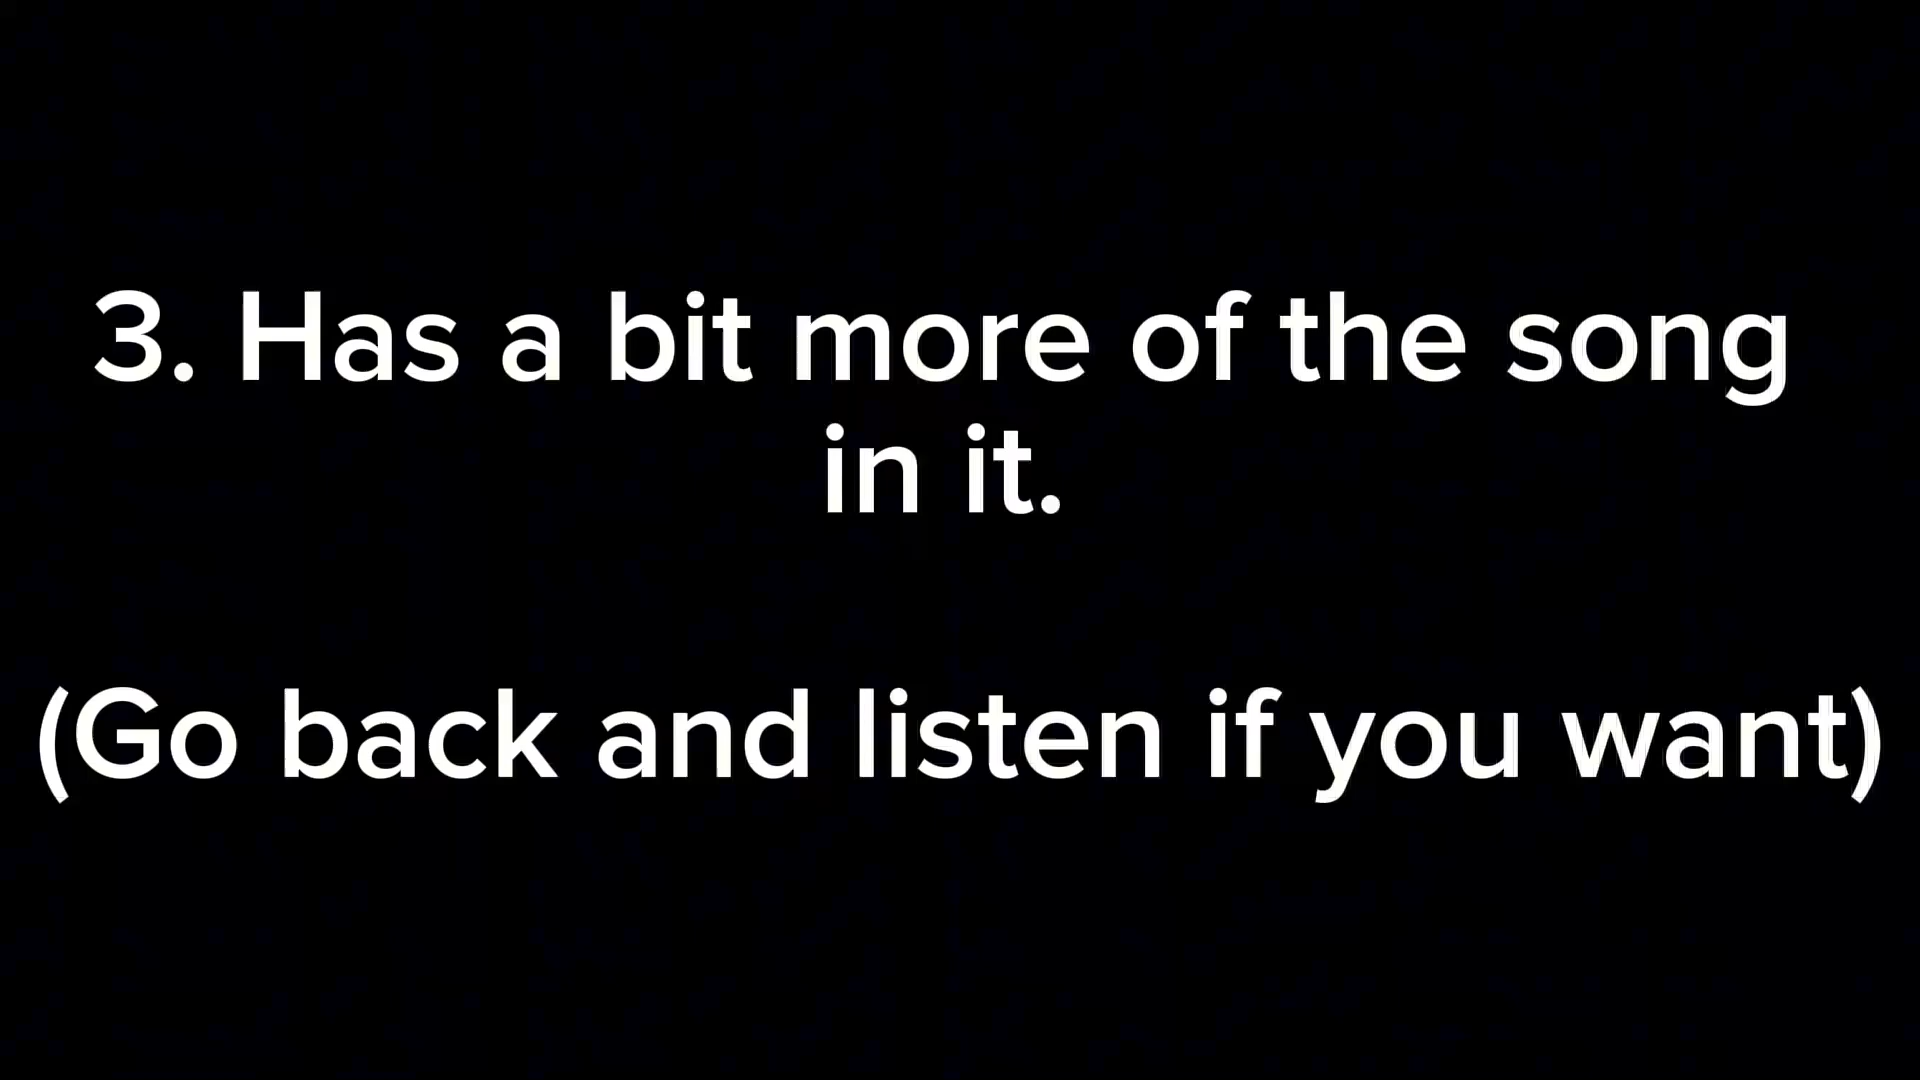 3. Has a bit more of the song
in it.
(Go back and listen if you want)